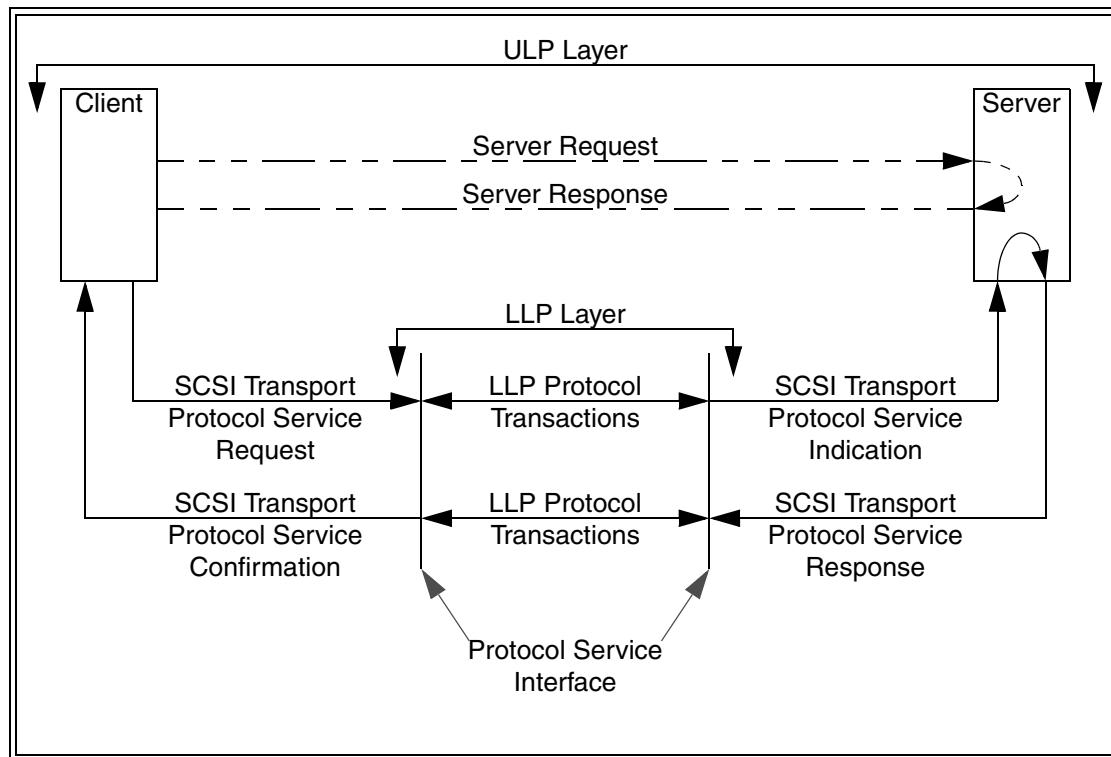 ULP Layer
Client
Server
Server Request
Server Response
LLP Layer
SCSI Transport
Protocol Service
Request
LLP Protocol
Transactions
SCSI Transport
Protocol Service
Indication
SCSI Transport
Protocol Service
Confirmation
LLP Protocol
Transactions
SCSI Transport
Protocol Service
Response
Protocol Service
Interface